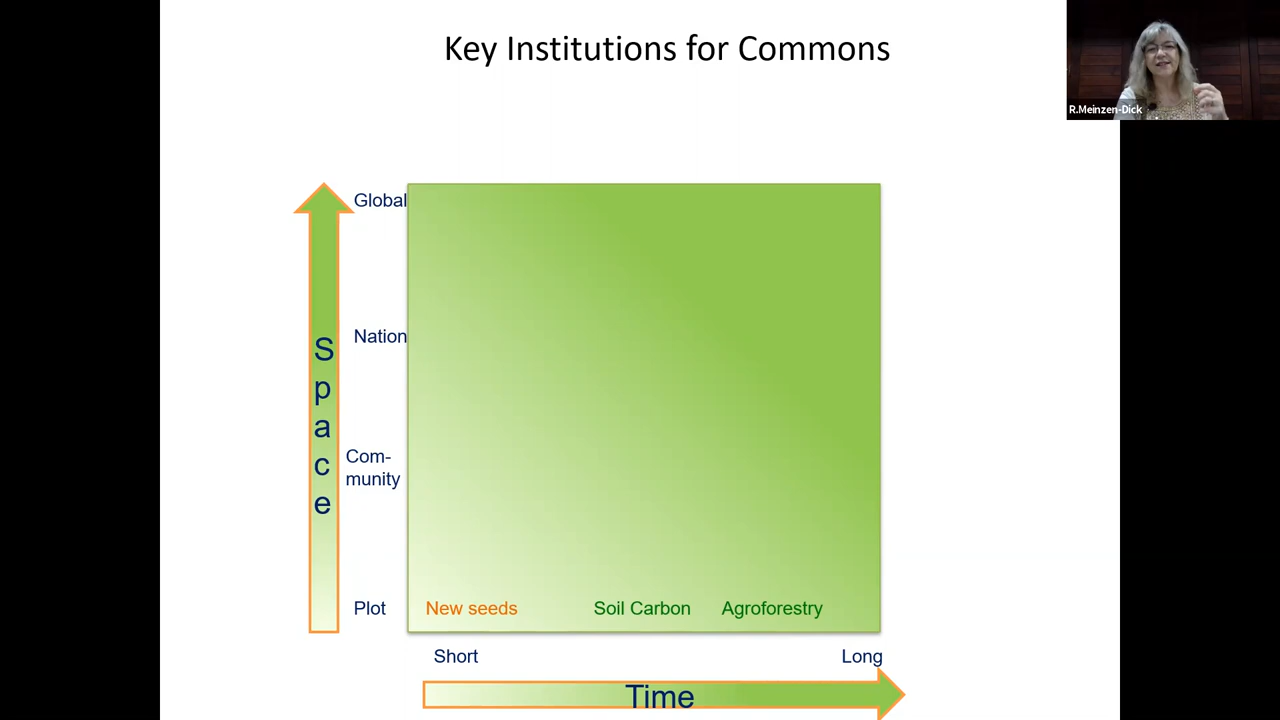 Key Institutions for Commons
R.Meinzen-Dick
Global
Nation
Space
Com-
munity
Plot
New seeds
Soil Carbon
Agroforestry
Short
Long
Time